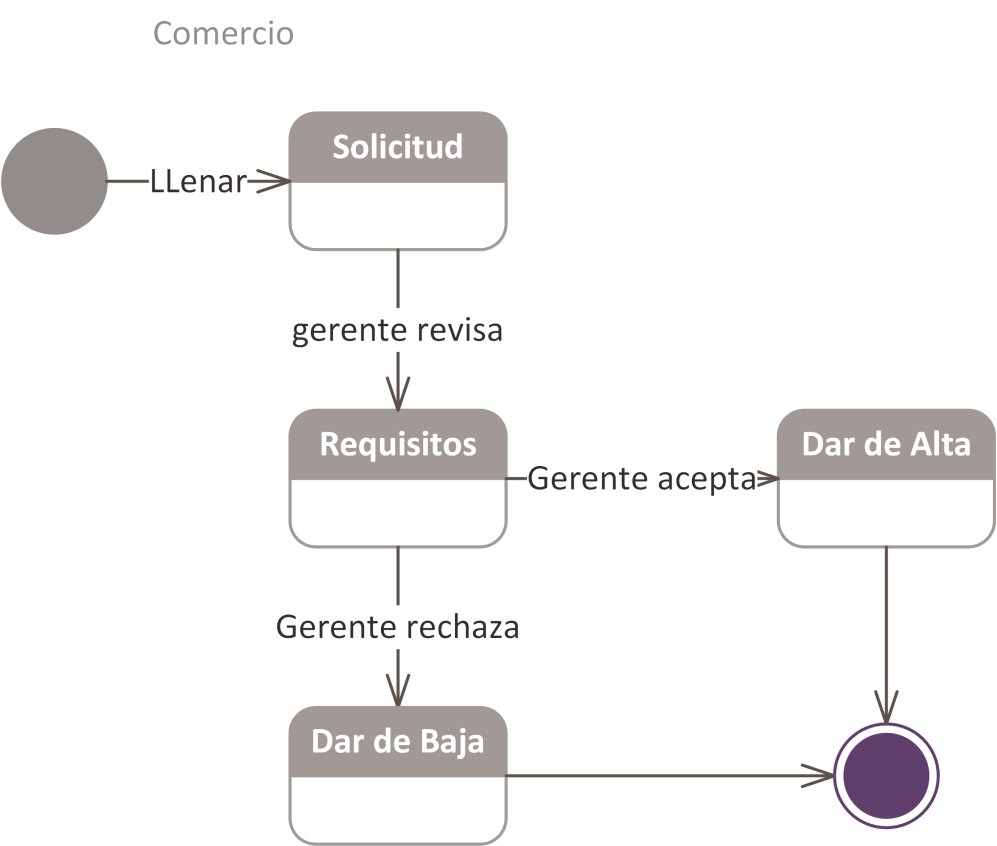 Comercio
Solicitud
LLenar
gerente revisa
Requisitos
Dar de Alta
Gerente acepta
Gerente rechaza
Dar de Baja